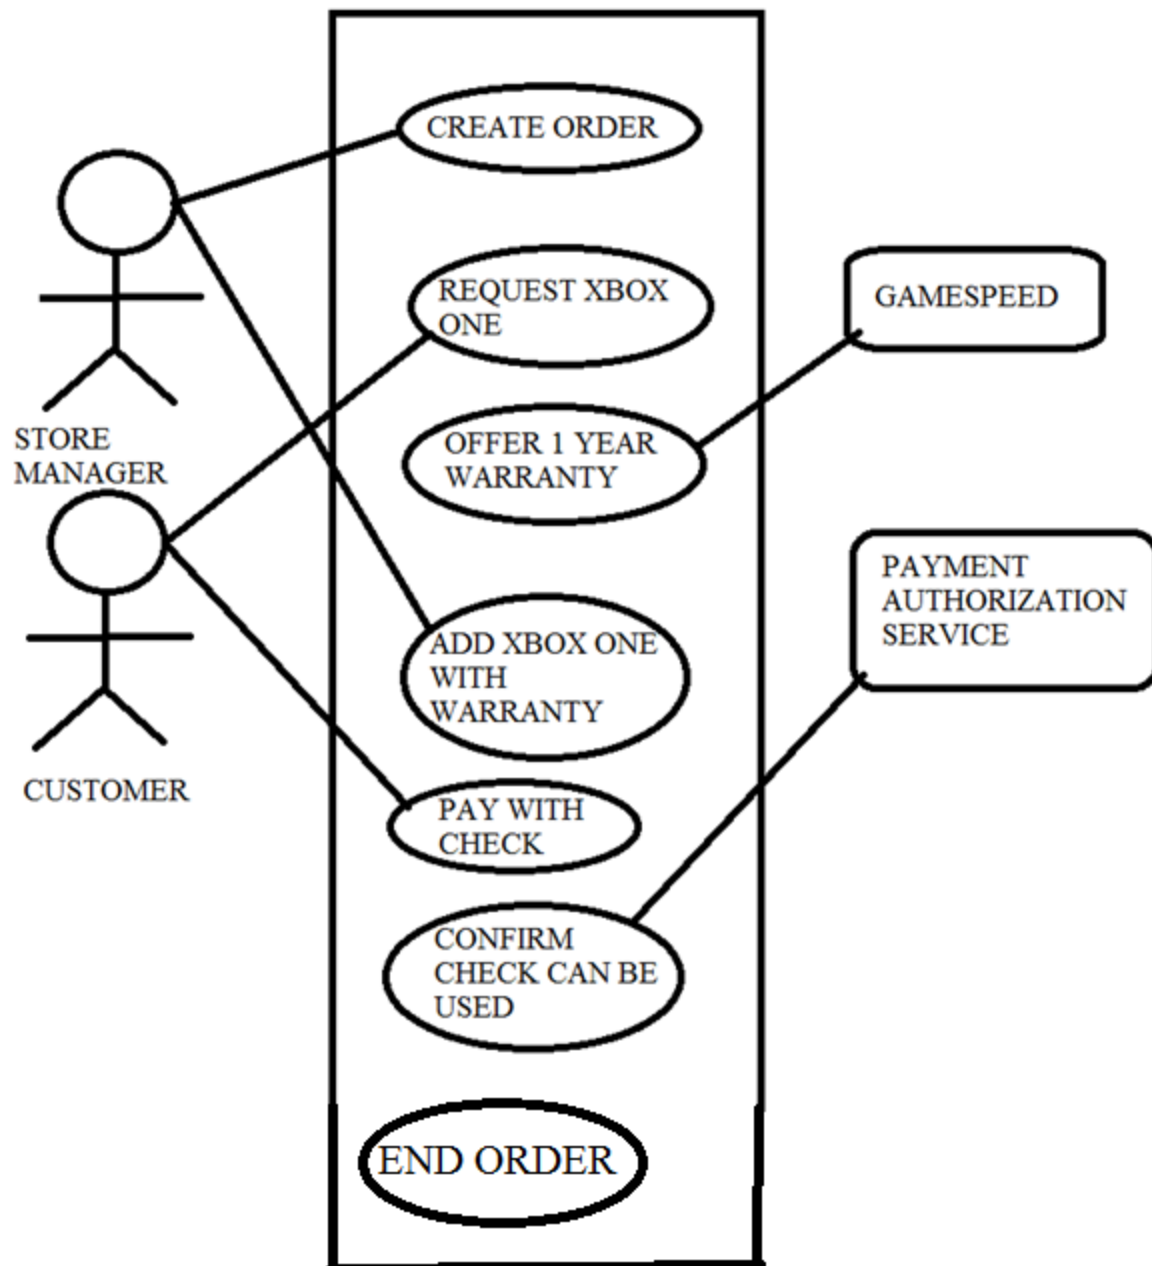 CREATE ORDER
REQUEST XBOX
ONE
GAMESPEED
STORE
MANAGER
OFFER 1 YEAR
WARRANTY
PAYMENT
AUTHORIZATION
SERVICE
ADD XBOX ONE
WITH
WARRANTY
CUSTOMER
PAY WITH
CHECK
CONFIRM
CHECK CAN BE
USED
END ORDER